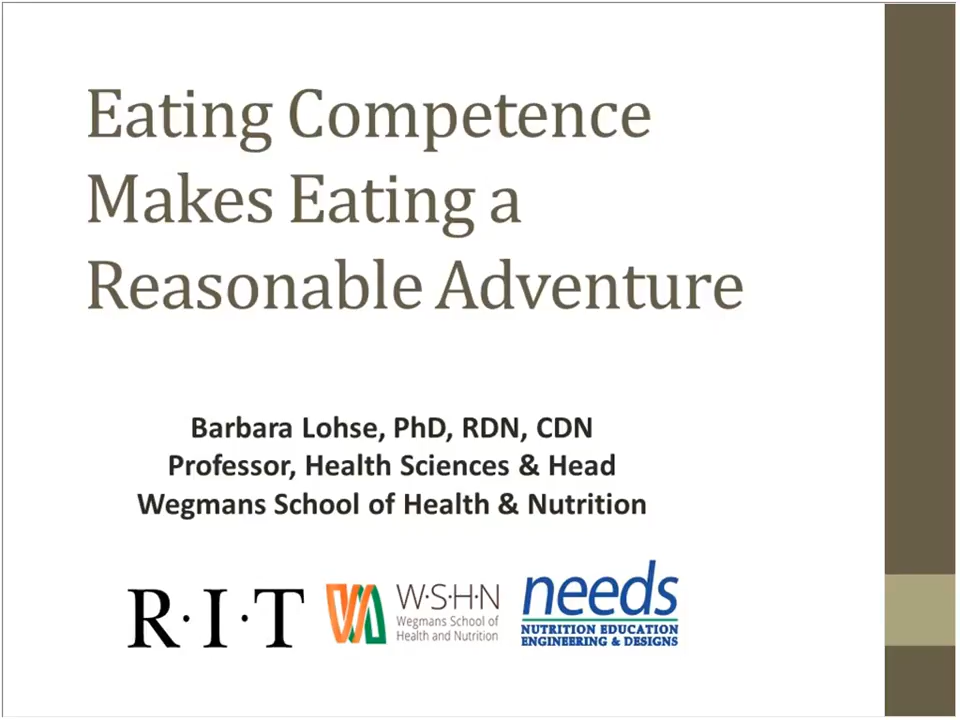 Eating Competence
Makes Eating a
Reasonable Adventure
Barbara Lohse, PhD, RDN, CDN
Professor, Health Sciences & Head
Wegmans School of Health & Nutrition
R·I·T
W·S·H·N
Wegmans School of
Health and Nutrition
needs
NUTRITION EDUCATION
ENGINEERING & DESIGNS